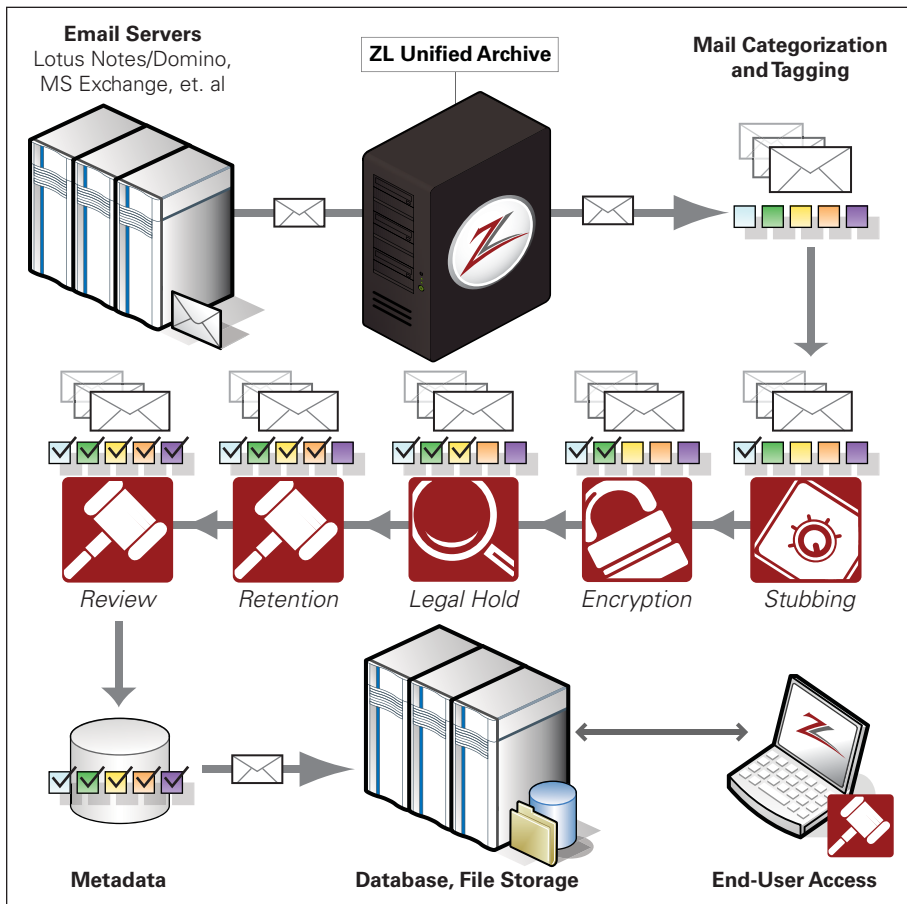 Email Servers
Lotus Notes/Domino,
MS Exchange, et. al
ZL Unified Archive
Mail Categorization
and Tagging
Review
Retention
Legal Hold
Encryption
Stubbing
Metadata
Database, File Storage
End-User Access